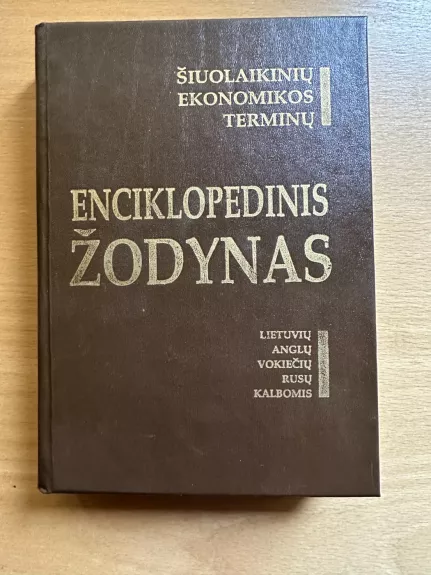 ŠIUOLAIKINIŲ
EKONOMIKOS
TERMINŲ
ENCIKLOPEDINIS
ŽODYNAS
LIETUVIŲ
ANGLŲ
VOKIEČIŲ
RUSŲ
KALBOMIS